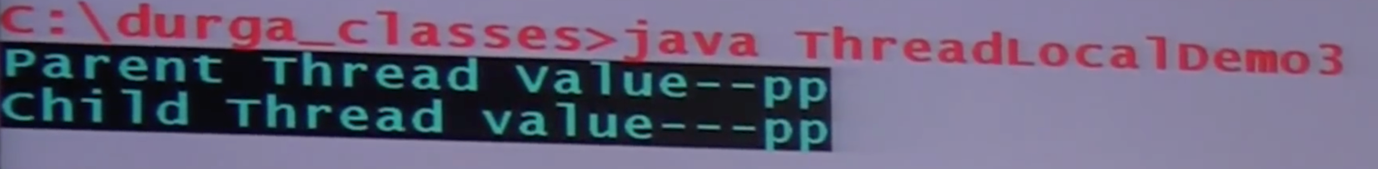 C:\durga_classes>java ThreadLocalDemo3
Parent Thread Value--pp
Child Thread value---pp